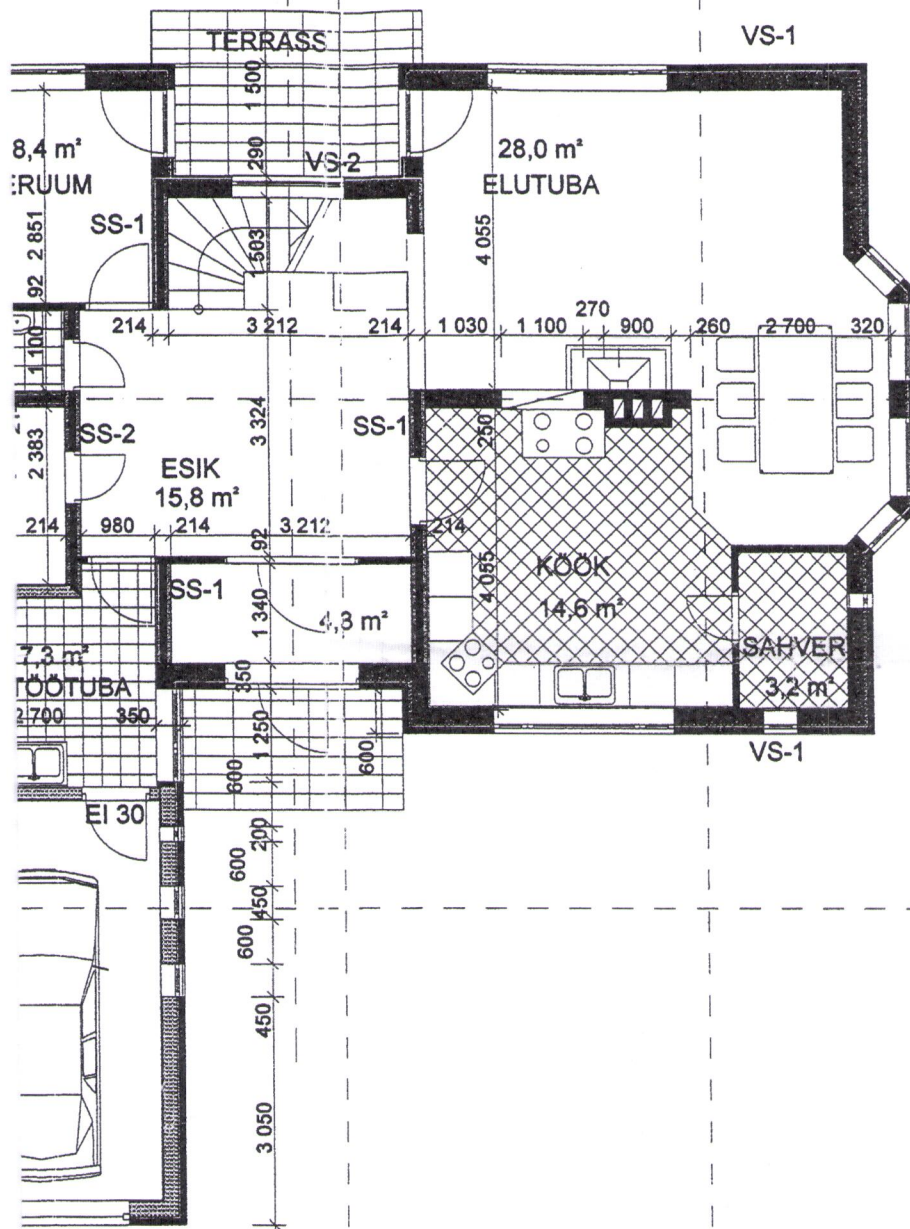 TERRASS
VS-1
1 500
290
VS-2
8,4 m²
ERUUM
28,0 m²
ELUTUBA
SS-1
2 851
92
503
4 055
270
214
3 212
214
1 030
1 100
900
260
2 700
320
1 100
3 324
SS-1
250
SS-2
2 383
ESIK
15,8 m²
214
980
214
3 212
214
92
KÖÖK
14,6 m²
4 055
SS-1
1 340
4,3 m²
SAHVER
3,2 m²
7,3 m²
TÖÖTUBA
2 700
350
350
1 250
600
600
VS-1
EI 30
200
600
450
600
450
3 050